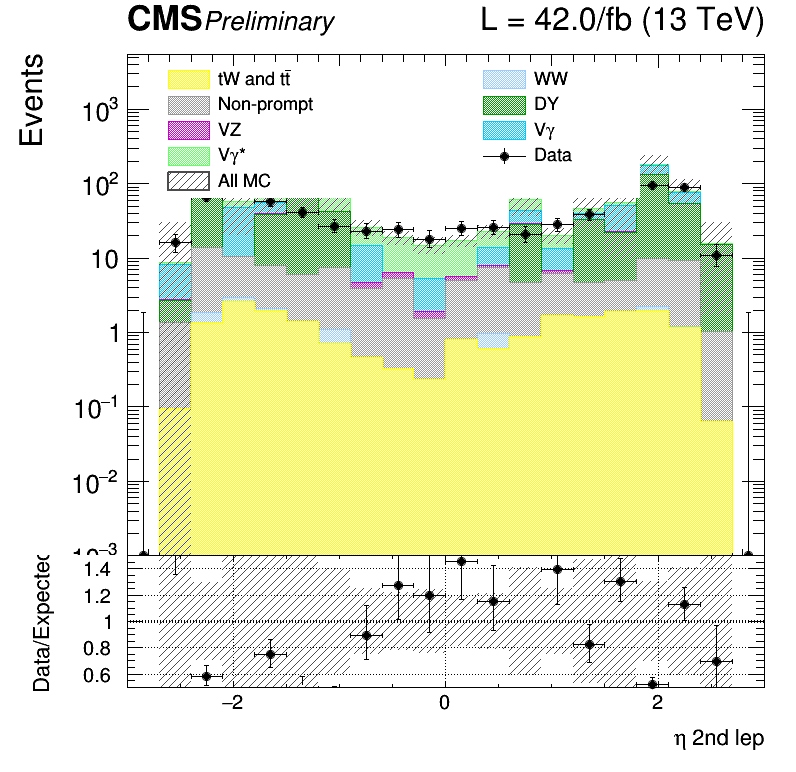 CMS Preliminary L = 42.0/fb (13 TeV)
Events
tW and tt̄
Non-prompt
VZ
Vγ*
All MC
WW
DY
Vγ
Data
10³
10²
10
1
10⁻¹
10⁻²
10⁻³
Data/Expected
1.4
1.2
1
0.8
0.6
−2 0 2
η 2nd lep